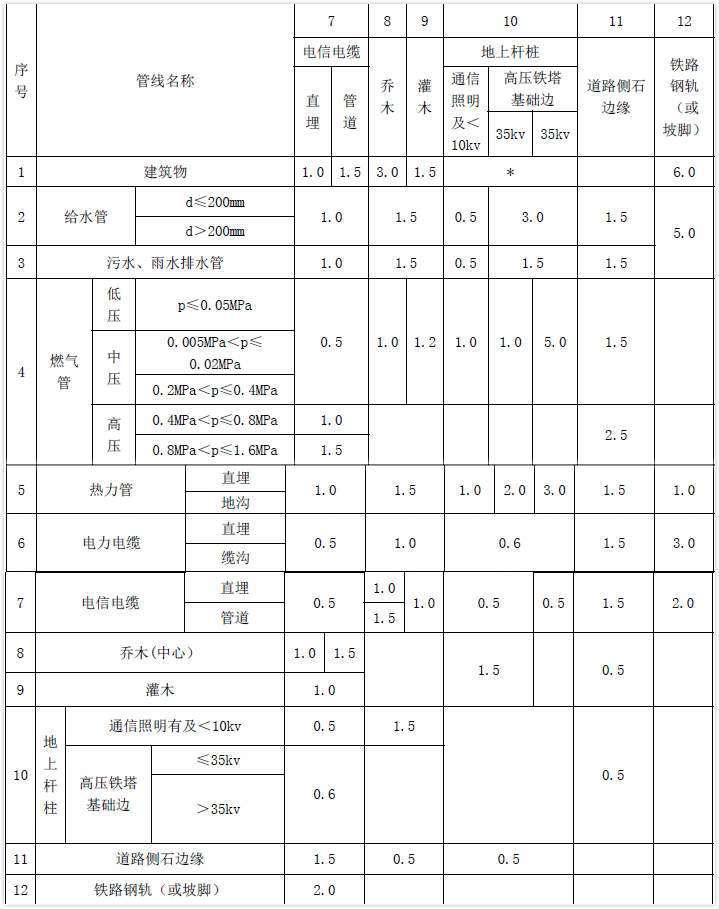 序号 管线名称 7 8 9 10 11 12
电信电缆 乔木 灌木 地上杆桩 道路侧石边缘 铁路钢轨（或坡脚）
直埋 管道 通信照明及＜10kv 高压铁塔基础边
35kv 35kv
1 建筑物 1.0 1.5 3.0 1.5 * 6.0
2 给水管 d≤200mm 1.0 1.5 0.5 3.0 1.5 5.0
d＞200mm
3 污水、雨水排水管 1.0 1.5 0.5 1.5 1.5
4 燃气管 低压 p≤0.05MPa 0.5 1.0 1.2 1.0 1.0 5.0 1.5
中压 0.005MPa＜p≤
0.02MPa
0.2MPa＜p≤0.4MPa
高压 0.4MPa＜p≤0.8MPa 1.0 2.5
0.8MPa＜p≤1.6MPa 1.5
5 热力管 直埋 1.0 1.5 1.0 2.0 3.0 1.5 1.0
地沟
6 电力电缆 直埋 0.5 1.0 0.6 1.5 3.0
缆沟
7 电信电缆 直埋 0.5 1.0 1.0 0.5 0.5 1.5 2.0
管道 1.5
8 乔木(中心） 1.0 1.5 1.5 0.5
9 灌木 1.0
10 地上杆柱 通信照明有及＜10kv 0.5 1.5 0.5
高压铁塔基础边 ≤35kv 0.6
＞35kv
11 道路侧石边缘 1.5 0.5 0.5
12 铁路钢轨（或坡脚） 2.0